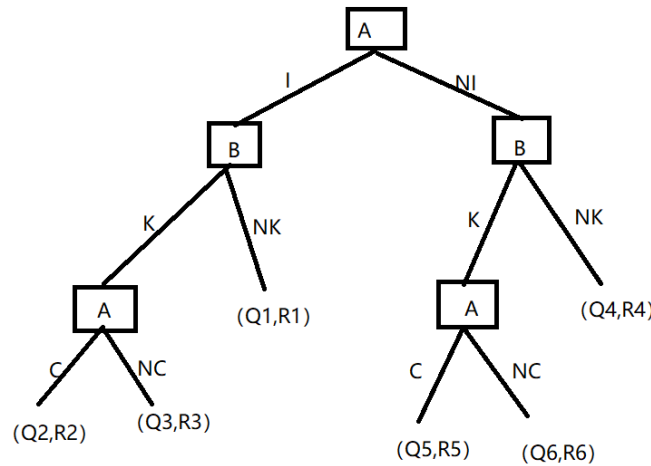 A
I
NI
B
B
K
NK
K
NK
A
(Q1,R1)
A
(Q4,R4)
C
NC
C
NC
(Q2,R2)
(Q3,R3)
(Q5,R5)
(Q6,R6)